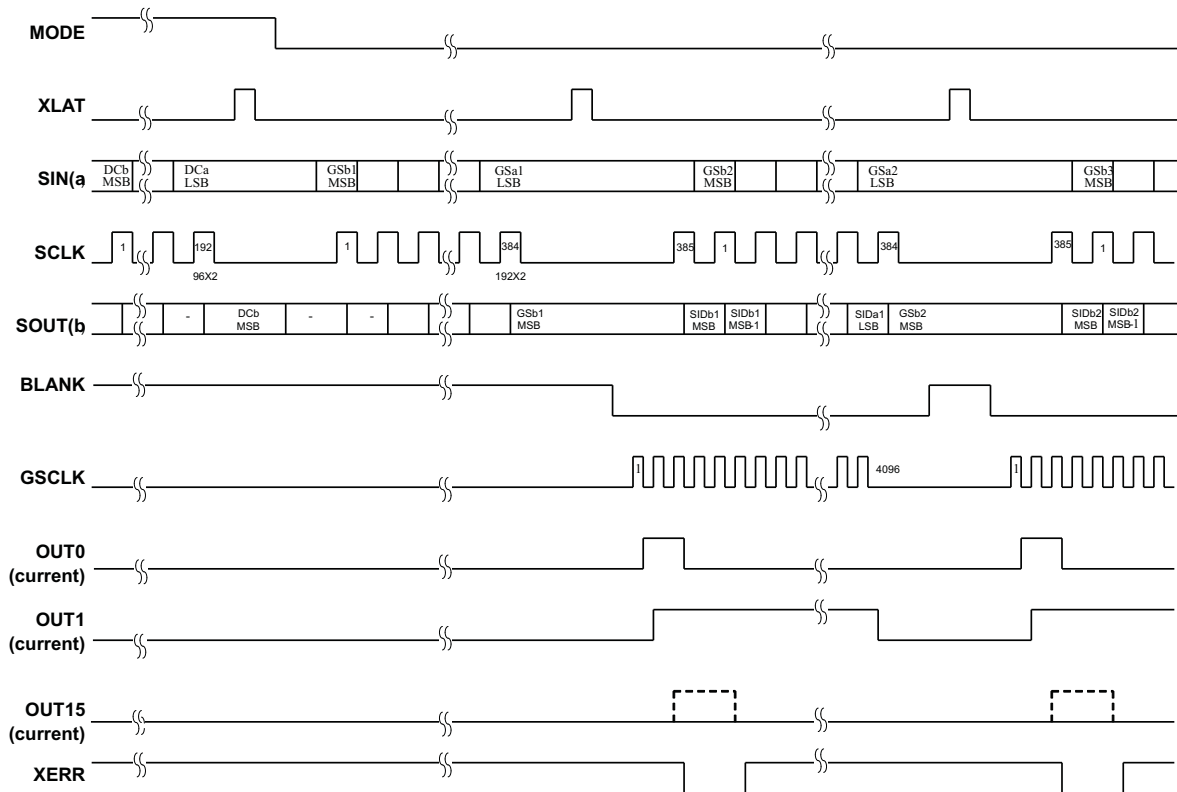 MODE
XLAT
SIN(a)
DCb
MSB
DCa
LSB
GSb1
MSB
GSa1
LSB
GSb2
MSB
GSa2
LSB
GSb3
MSB
SCLK
1
192
1
384
385
1
384
385
1
96X2
192X2
SOUT(b)
-
DCb
MSB
-
-
GSb1
MSB
SIDb1
MSB
SIDb1
MSB-1
SIDa1
LSB
GSb2
MSB
SIDb2
MSB
SIDb2
MSB-1
BLANK
GSCLK
1
4096
1
OUT0
(current)
OUT1
(current)
OUT15
(current)
XERR